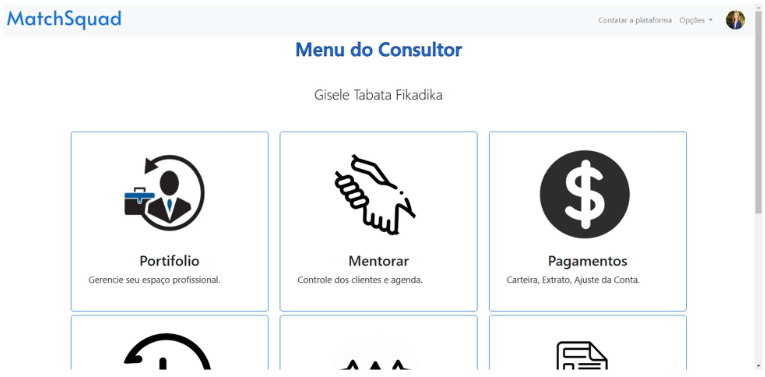 MatchSquad
Contatar a plataforma Opções
Menu do Consultor
Gisele Tabata Fikadika
Portifolio
Gerencie seu espaço profissional.
Mentorar
Controle dos clientes e agenda.
Pagamentos
Carteira, Extrato, Ajuste da Conta.